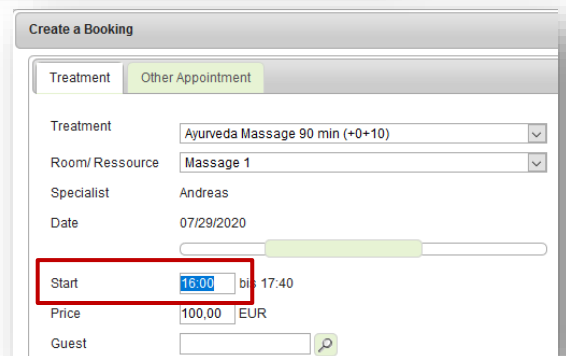 Create a Booking
Treatment Other Appointment
Treatment Ayurveda Massage 90 min (+0+10)
Room/ Ressource Massage 1
Specialist Andreas
Date 07/29/2020
Start 16:00 bis 17:40
Price 100,00 EUR
Guest